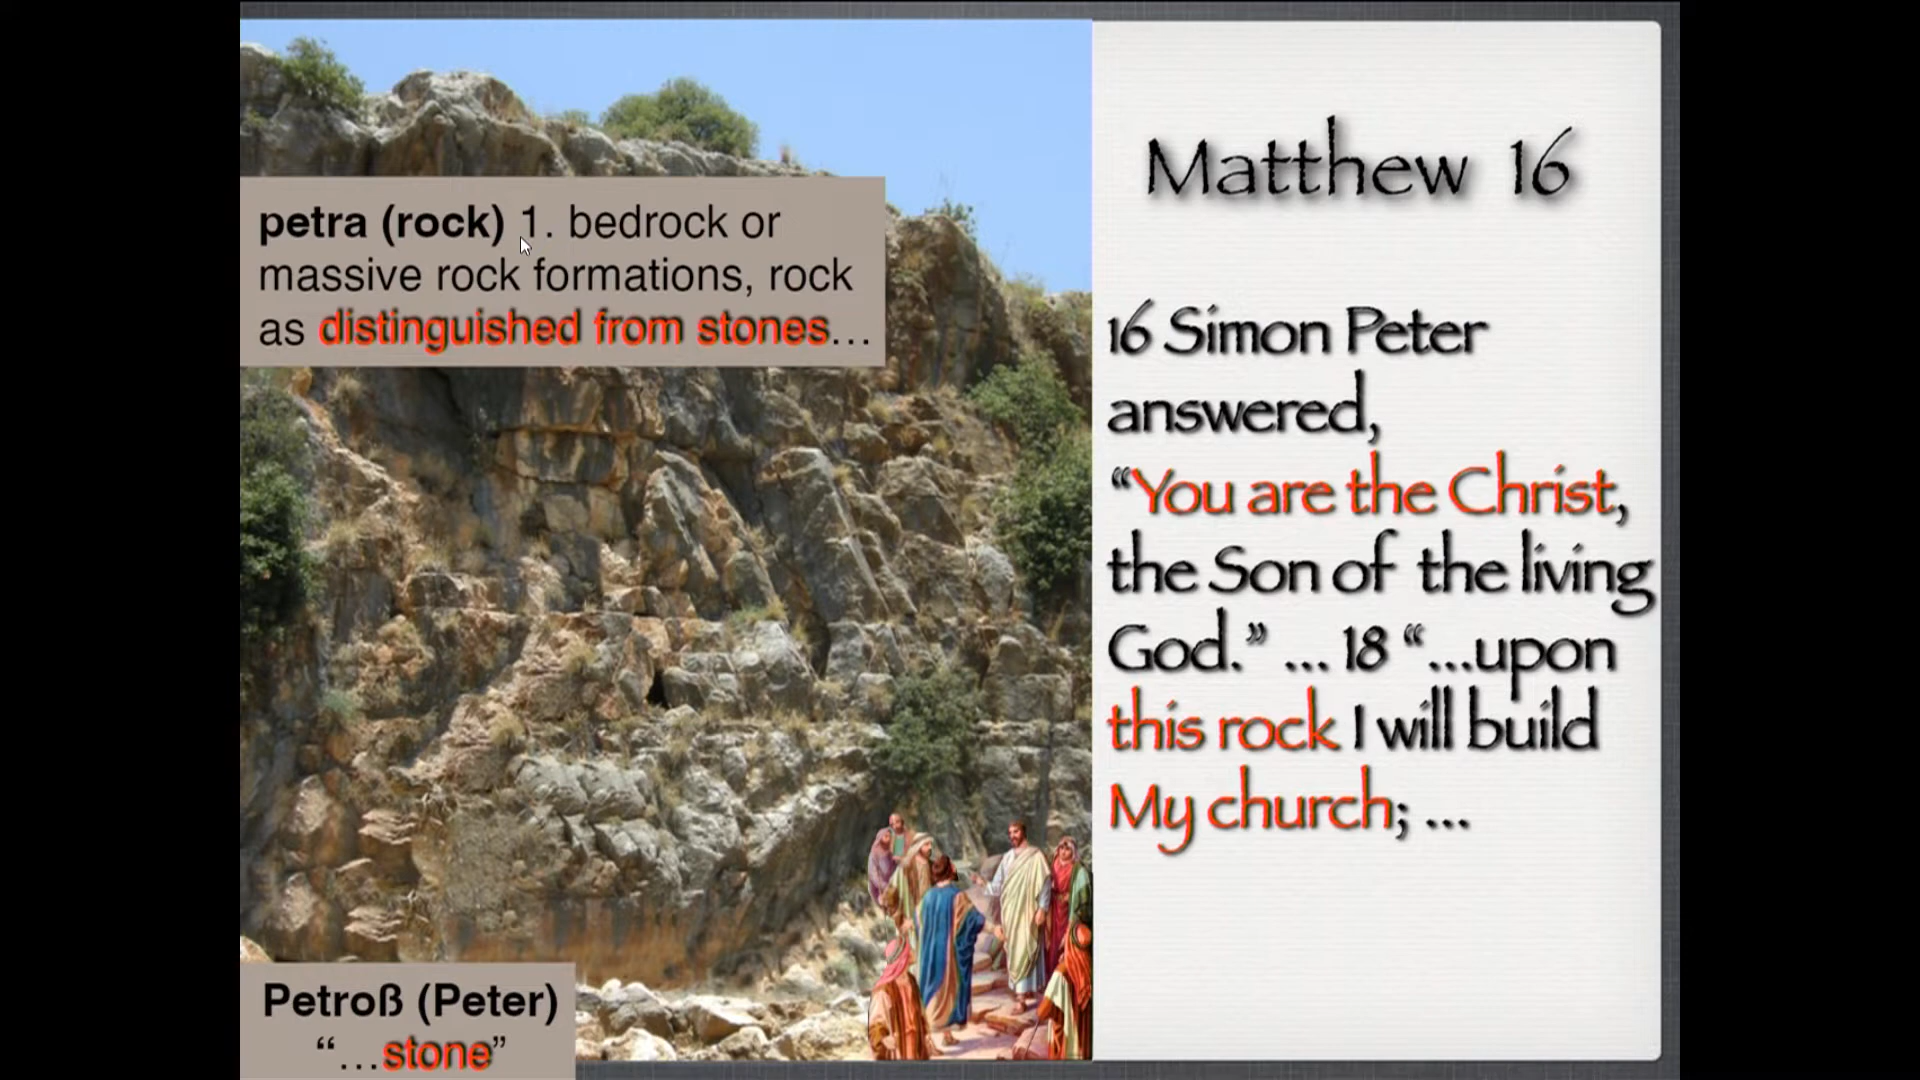 petra (rock) 1. bedrock or
massive rock formations, rock
as distinguished from stones…
Petroß (Peter)
“…stone”
Matthew 16
16 Simon Peter
answered,
“You are the Christ,
the Son of the living
God.” ... 18 “...upon
this rock I will build
My church; ...